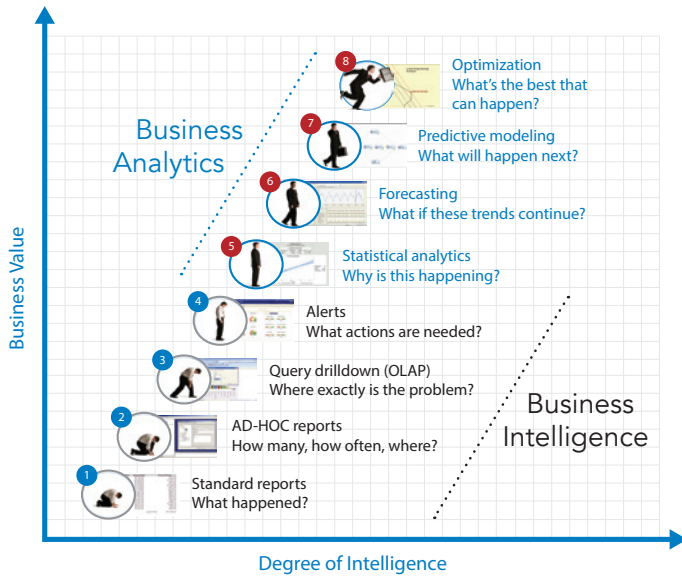 8
Optimization
What's the best that
can happen?
Business
Analytics
7
Predictive modeling
What will happen next?
6
Forecasting
What if these trends continue?
5
Statistical analytics
Why is this happening?
4
Alerts
What actions are needed?
3
Query drilldown (OLAP)
Where exactly is the problem?
Business
Intelligence
2
AD-HOC reports
How many, how often, where?
1
Standard reports
What happened?
Business Value
Degree of Intelligence